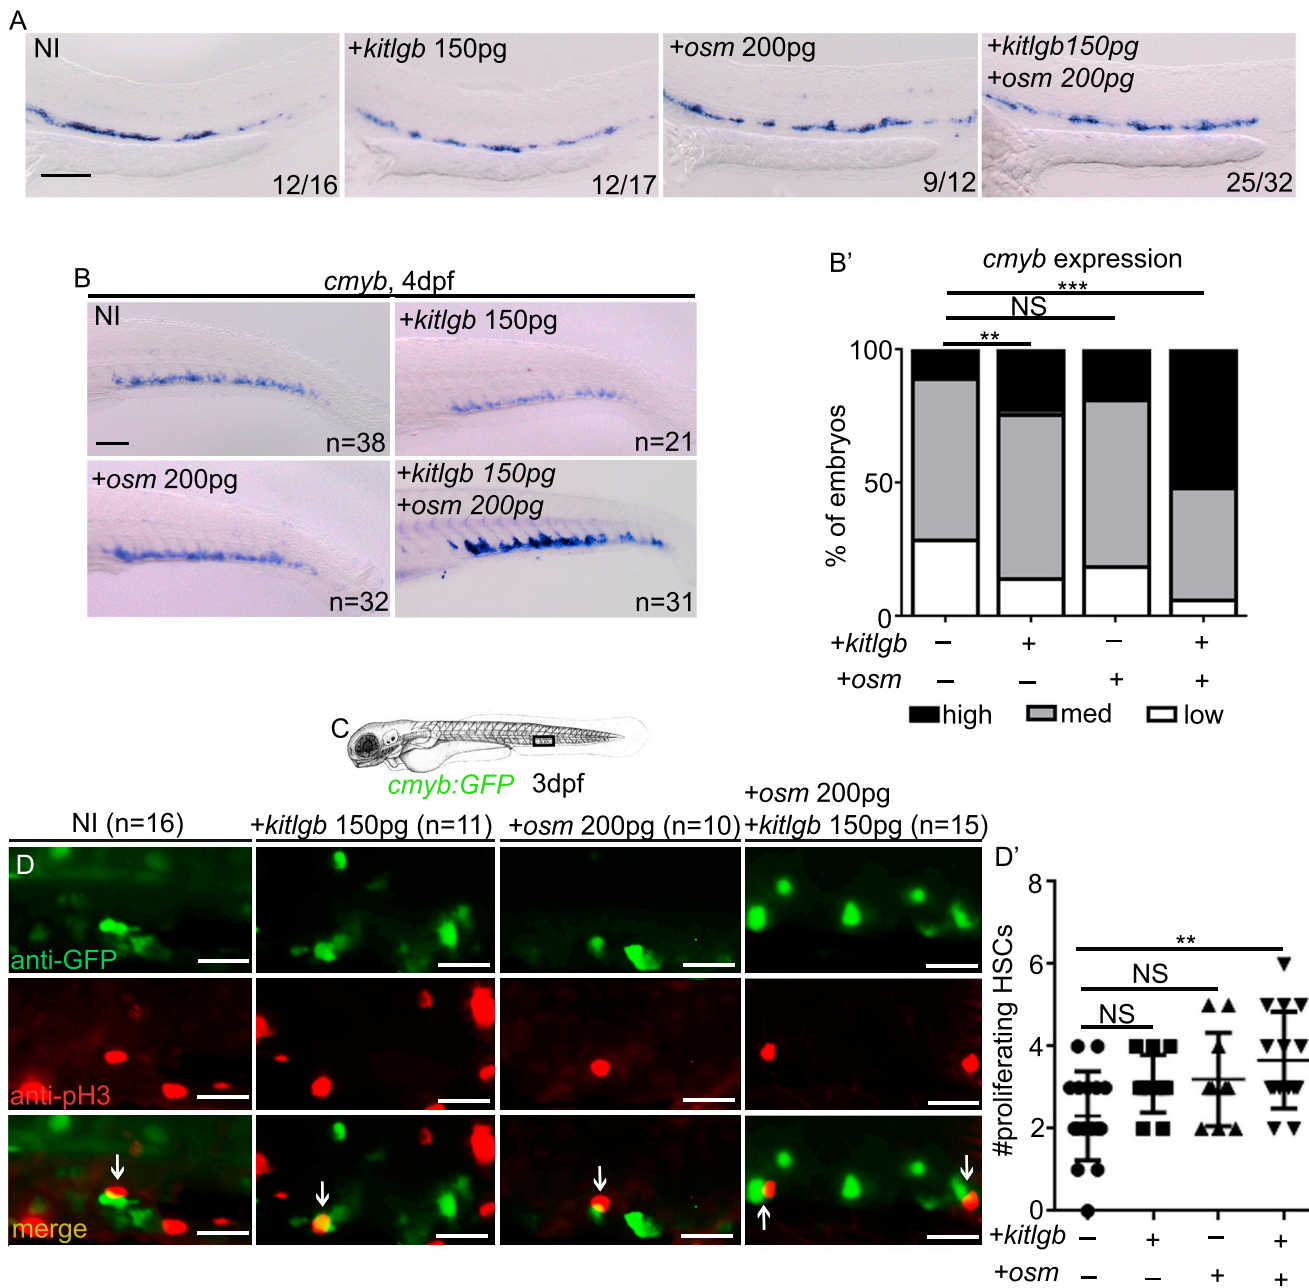 A
NI
+kitlgb 150pg
+osm 200pg
+kitlgb150pg
+osm 200pg
12/16
12/17
9/12
25/32
B
cmyb, 4dpf
NI
+kitlgb 150pg
n=38
n=21
+osm 200pg
+kitlgb 150pg
+osm 200pg
n=32
n=31
B'
cmyb expression
***
NS
**
100
50
0
% of embryos
+kitlgb – + – +
+osm – – + +
high med low
C
cmyb:GFP 3dpf
NI (n=16)
+kitlgb 150pg (n=11)
+osm 200pg (n=10)
+osm 200pg
+kitlgb 150pg (n=15)
D
anti-GFP
anti-pH3
merge
D'
8
6
4
2
0
#proliferating HSCs
**
NS
NS
+kitlgb – + – +
+osm – – + +